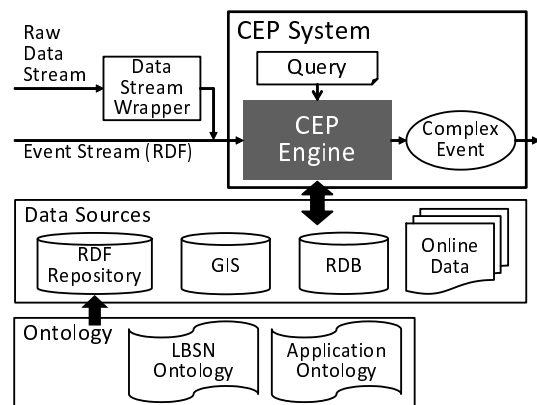 Raw
Data
Stream
Data
Stream
Wrapper
Event Stream (RDF)
CEP System
Query
CEP
Engine
Complex
Event
Data Sources
RDF
Repository
GIS
RDB
Online
Data
Ontology
LBSN
Ontology
Application
Ontology